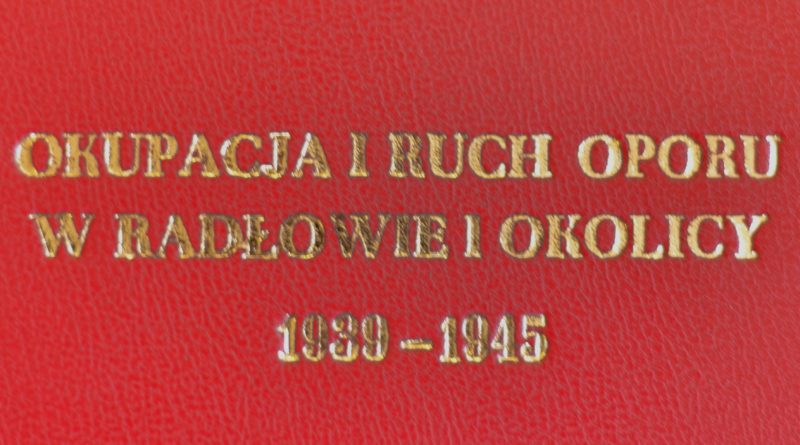 OKUPACJA I RUCH OPORU
W RADŁOWIE I OKOLICY
1939 – 1945